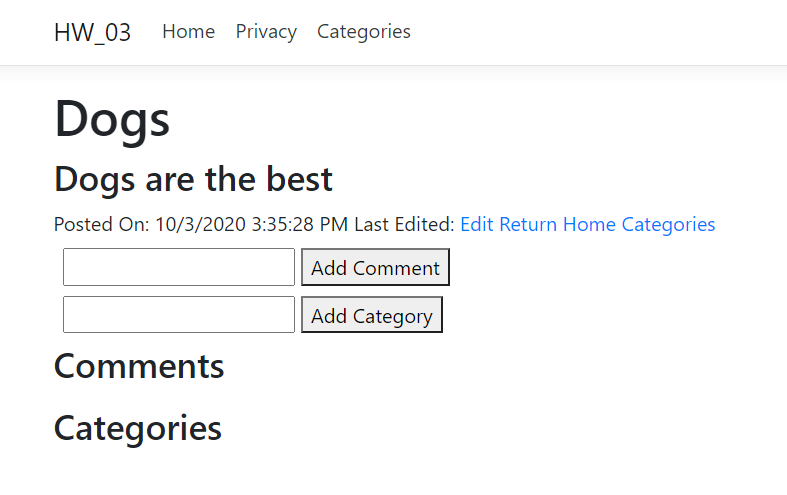 HW_03 Home Privacy Categories
Dogs
Dogs are the best
Posted On: 10/3/2020 3:35:28 PM Last Edited: Edit Return Home Categories
Add Comment
Add Category
Comments
Categories